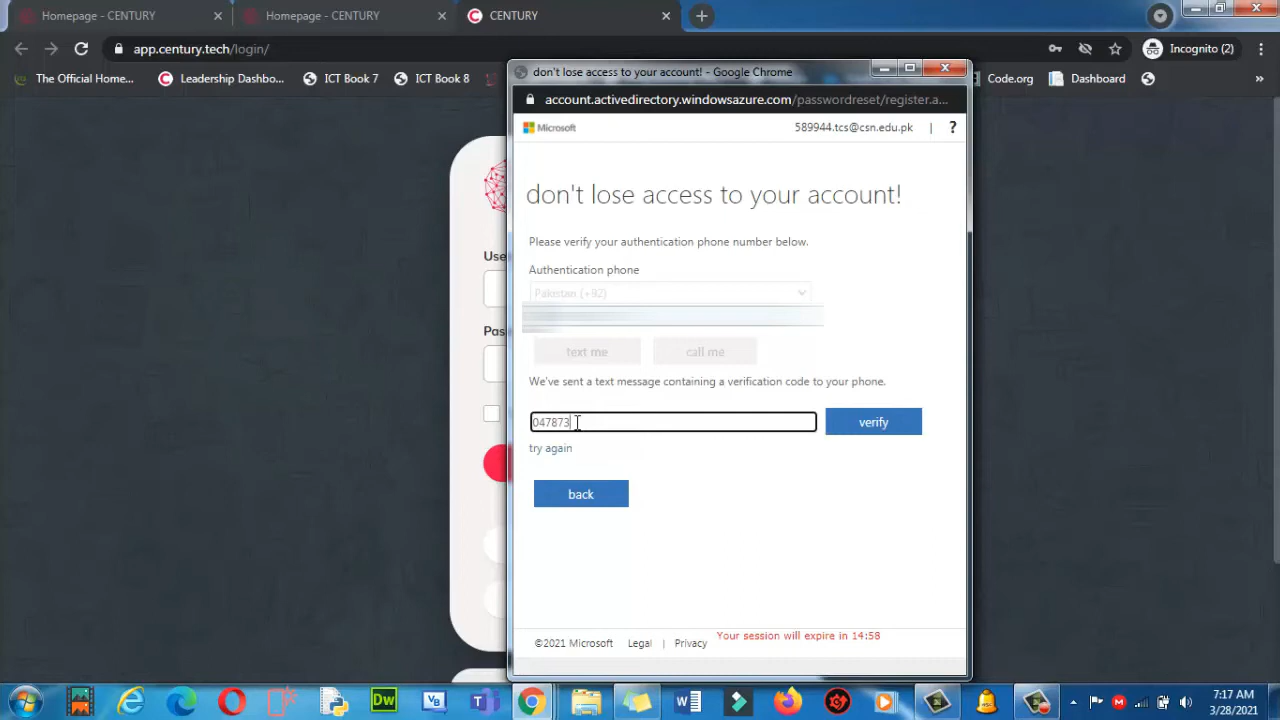 Homepage - CENTURY
Homepage - CENTURY
CENTURY
app.century.tech/login/
Incognito (2)
The Official Home...
Leadership Dashbo...
ICT Book 7
ICT Book 8
Code.org
Dashboard
don't lose access to your account! - Google Chrome
account.activedirectory.windowsazure.com/passwordreset/register.a...
Microsoft
589944.tcs@csn.edu.pk | ?
don't lose access to your account!
Please verify your authentication phone number below.
Authentication phone
Pakistan (+92)
text me
call me
We've sent a text message containing a verification code to your phone.
047873
verify
try again
back
Use
Pas
Your session will expire in 14:58
©2021 Microsoft Legal | Privacy
7:17 AM
3/28/2021